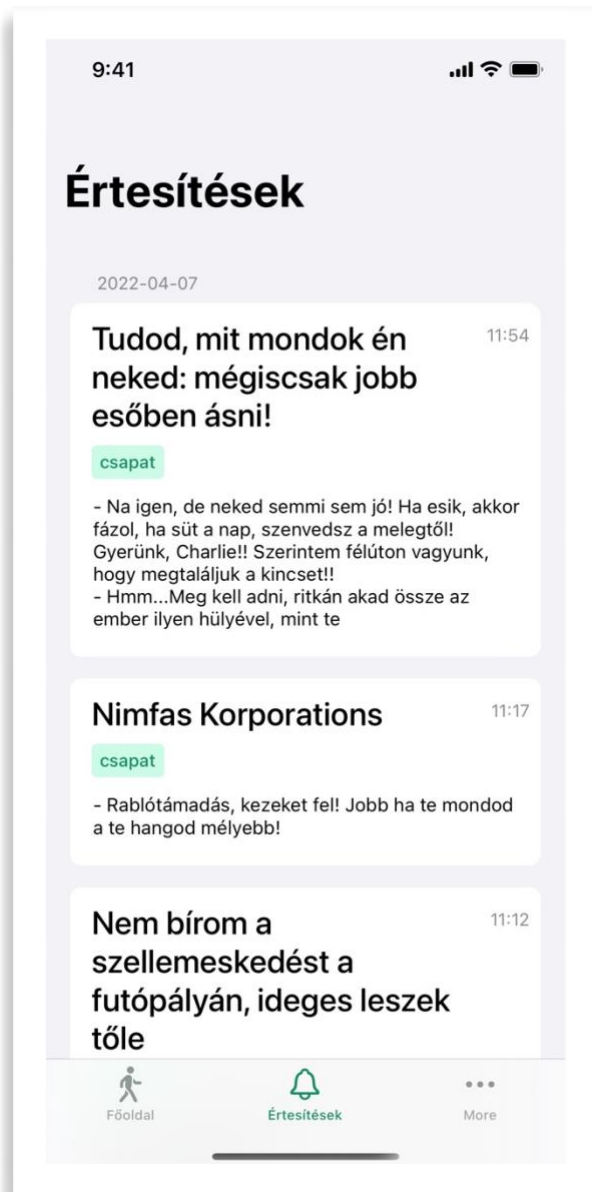 9:41
Értesítések
2022-04-07
Tudod, mit mondok én
11:54
neked: mégiscsak jobb
esőben ásni!
csapat
- Na igen, de neked semmi sem jó! Ha esik, akkor
fázol, ha süt a nap, szenvedsz a melegtől!
Gyerünk, Charlie!! Szerintem félúton vagyunk,
hogy megtaláljuk a kincset!!
- Hmm...Meg kell adni, ritkán akad össze az
ember ilyen hülyével, mint te
Nimfas Korporations
11:17
csapat
- Rablótámadás, kezeket fel! Jobb ha te mondod
a te hangod mélyebb!
Nem bírom a
11:12
szellemeskedést a
futópályán, ideges leszek
tőle
Főoldal
Értesítések
More